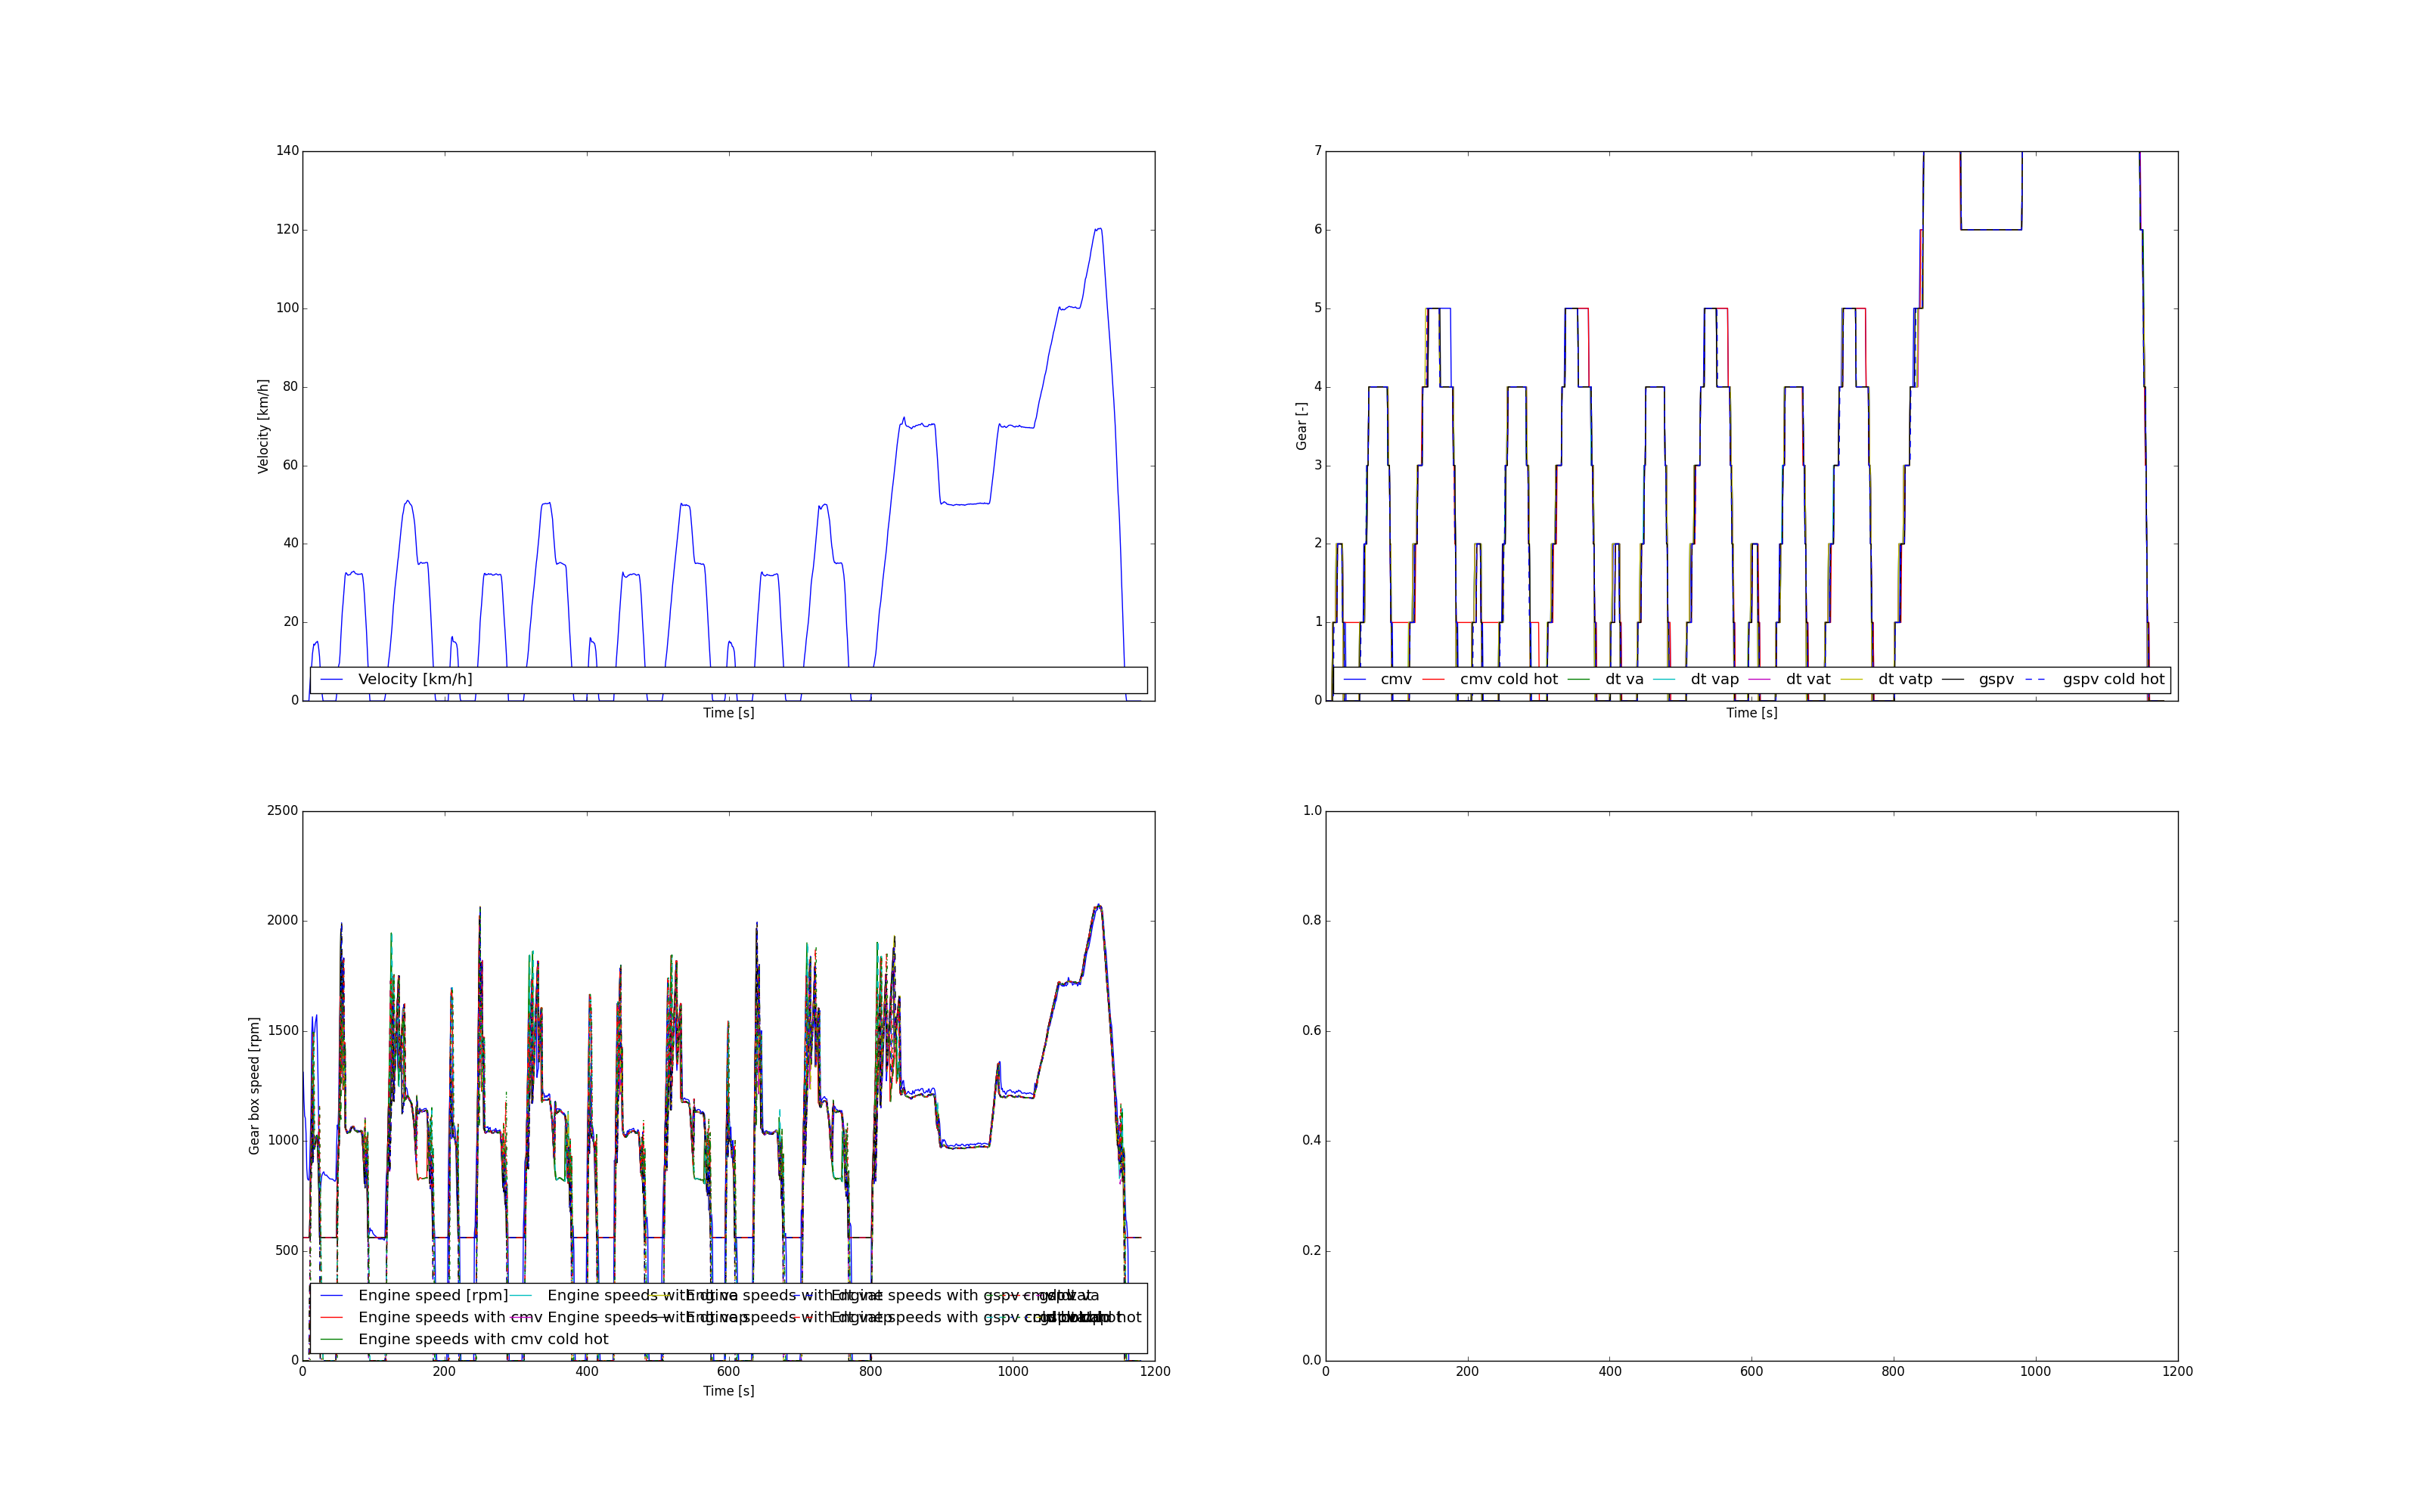 140
120
100
80
60
40
20
0
Velocity [km/h]
Velocity [km/h]
Time [s]
7
6
5
4
3
2
1
0
Gear [-]
cmv cmv cold hot dt va dt vap dt vat dt vatp gspv gspv cold hot
Time [s]
2500
2000
1500
1000
500
0
Gear box speed [rpm]
Engine speed [rpm]
Engine speeds with cmv
Engine speeds with cmv cold hot
0 200 400 600 800 1000 1200
Time [s]
1.0
0.8
0.6
0.4
0.2
0.0
0 200 400 600 800 1000 1200